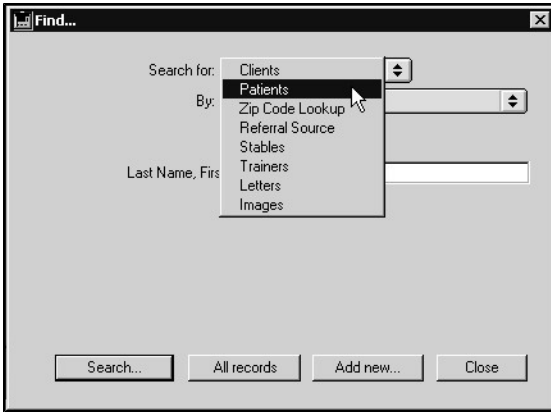 Find...
Search for:
Clients
Patients
By:
Zip Code Lookup
Referral Source
Stables
Last Name, Firs
Trainers
Letters
Images
Search...
All records
Add new...
Close